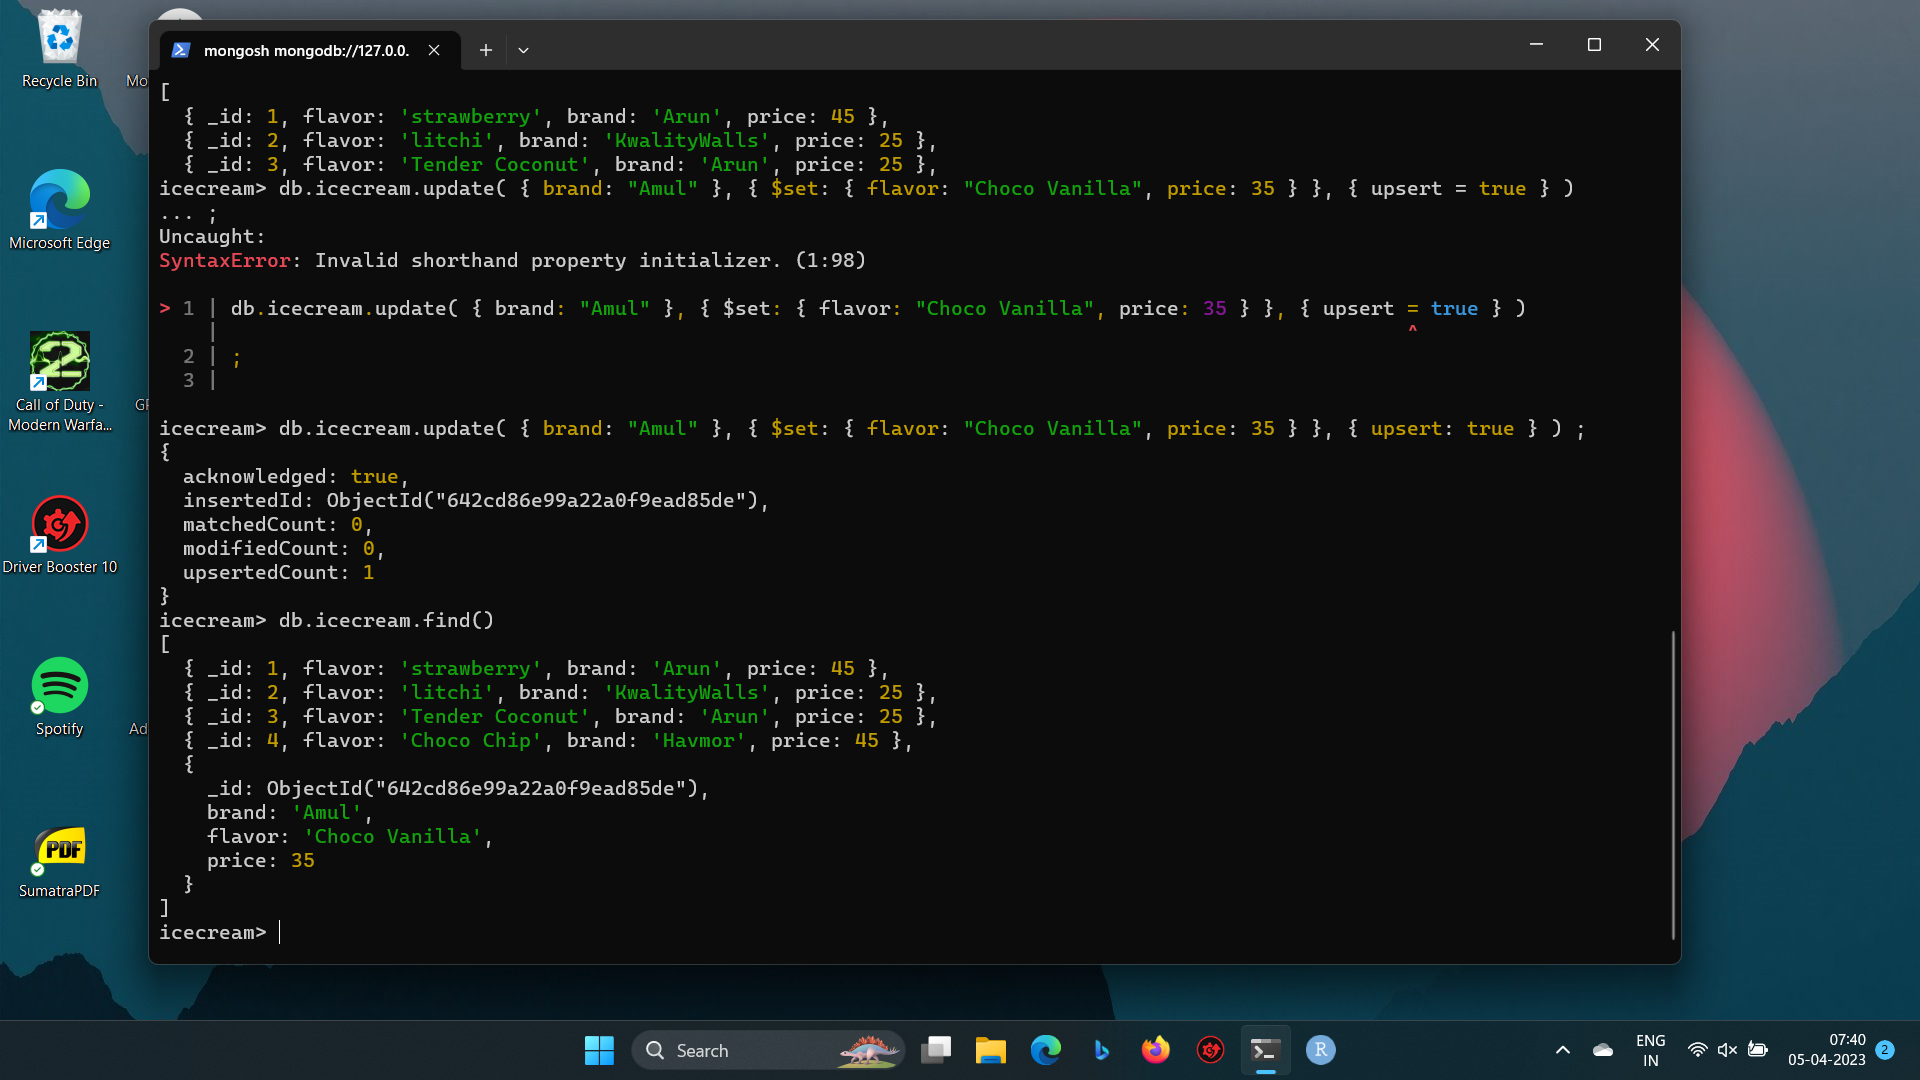 Recycle Bin
Mo
Microsoft Edge
Call of Duty -
Modern Warfa...
GF
Driver Booster 10
Spotify
Ad
PDF
SumatraPDF
mongosh mongodb://127.0.0.
[
  { _id: 1, flavor: 'strawberry', brand: 'Arun', price: 45 },
  { _id: 2, flavor: 'litchi', brand: 'KwalityWalls', price: 25 },
  { _id: 3, flavor: 'Tender Coconut', brand: 'Arun', price: 25 },
icecream> db.icecream.update( { brand: "Amul" }, { $set: { flavor: "Choco Vanilla", price: 35 } }, { upsert = true } )
... ;
Uncaught:
SyntaxError: Invalid shorthand property initializer. (1:98)
> 1 | db.icecream.update( { brand: "Amul" }, { $set: { flavor: "Choco Vanilla", price: 35 } }, { upsert = true } )
    |                                                                                                   ^
  2 | ;
  3 |
icecream> db.icecream.update( { brand: "Amul" }, { $set: { flavor: "Choco Vanilla", price: 35 } }, { upsert: true } ) ;
{
  acknowledged: true,
  insertedId: ObjectId("642cd86e99a22a0f9ead85de"),
  matchedCount: 0,
  modifiedCount: 0,
  upsertedCount: 1
}
icecream> db.icecream.find()
[
  { _id: 1, flavor: 'strawberry', brand: 'Arun', price: 45 },
  { _id: 2, flavor: 'litchi', brand: 'KwalityWalls', price: 25 },
  { _id: 3, flavor: 'Tender Coconut', brand: 'Arun', price: 25 },
  { _id: 4, flavor: 'Choco Chip', brand: 'Havmor', price: 45 },
  {
    _id: ObjectId("642cd86e99a22a0f9ead85de"),
    brand: 'Amul',
    flavor: 'Choco Vanilla',
    price: 35
  }
]
icecream>
Search
R
ENG
IN
07:40
05-04-2023
2